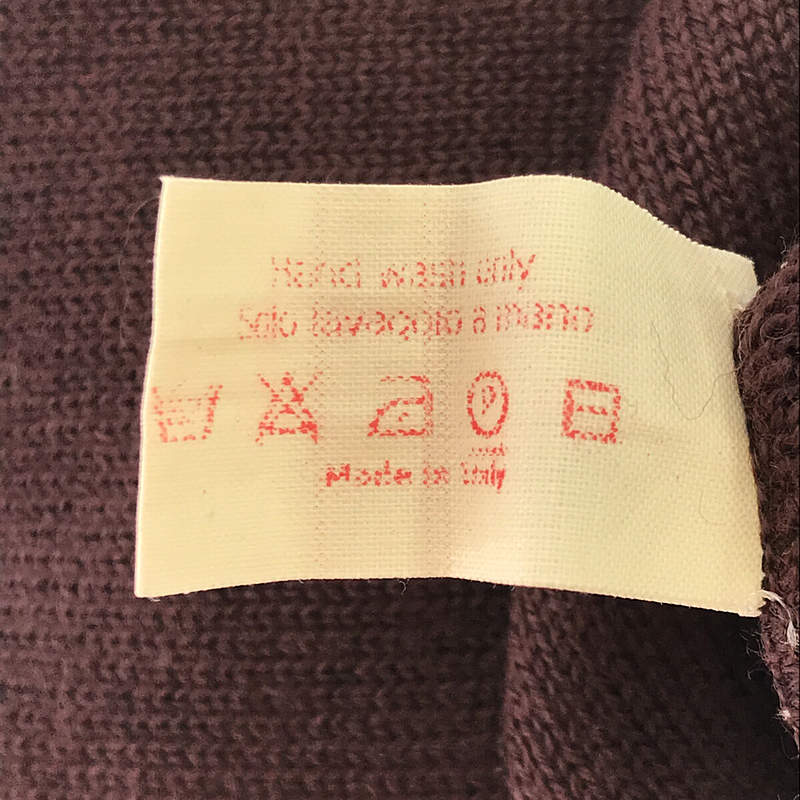 Hand wash only
Solo lavaggio a mano
P
Made in Italy